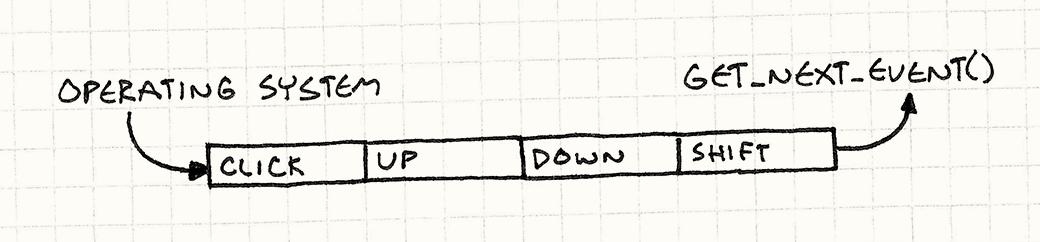 OPERATING SYSTEM
GET_NEXT_EVENT()
CLICK
UP
DOWN
SHIFT